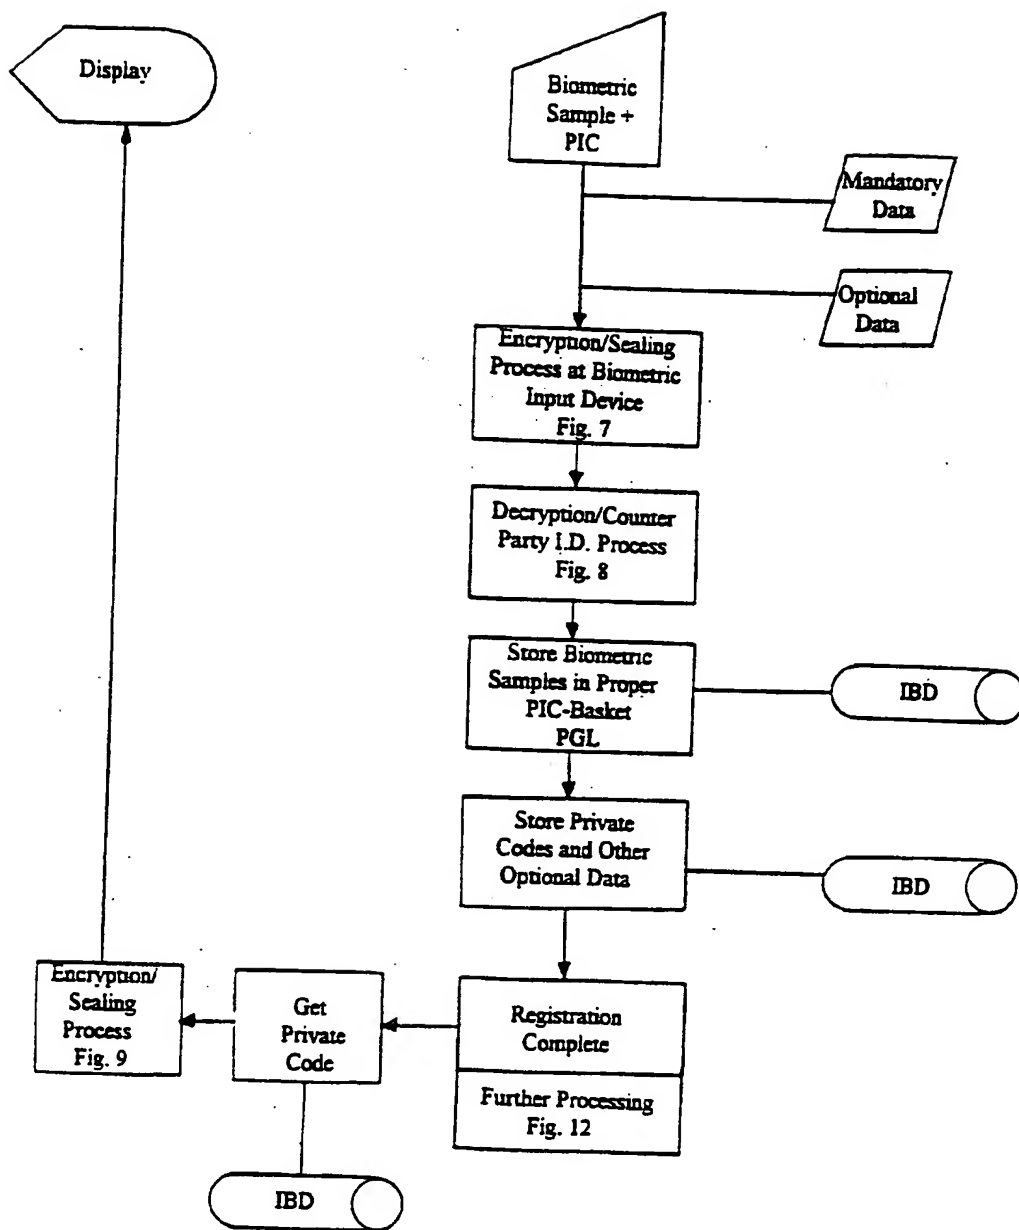 Display
Biometric
Sample +
PIC
Mandatory
Data
Optional
Data
Encryption/Sealing
Process at Biometric
Input Device
Fig. 7
Decryption/Counter
Party I.D. Process
Fig. 8
Store Biometric
Samples in Proper
PIC-Basket
PGL
IBD
Store Private
Codes and Other
Optional Data
IBD
Registration
Complete
Further Processing
Fig. 12
Get
Private
Code
IBD
Encryption/
Sealing
Process
Fig. 9